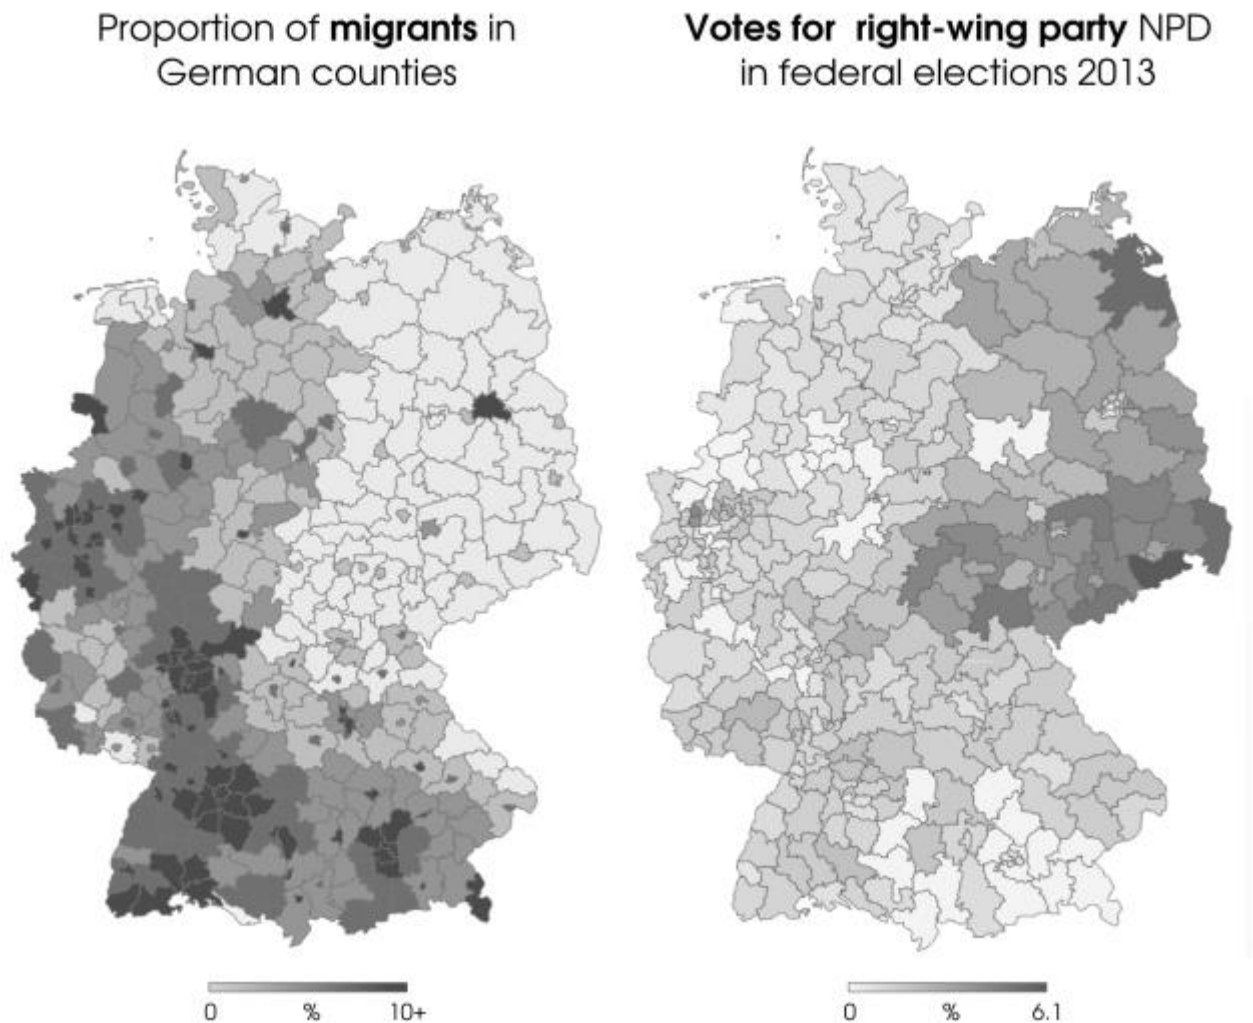 Proportion of migrants in
German counties
Votes for right-wing party NPD
in federal elections 2013
0 % 10+
0 % 6.1